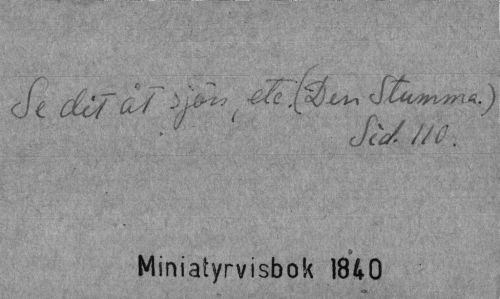 Se dit åt sjön, etc. (Den Stumma.)
Sid. 110.
Miniatyrvisbok 1840